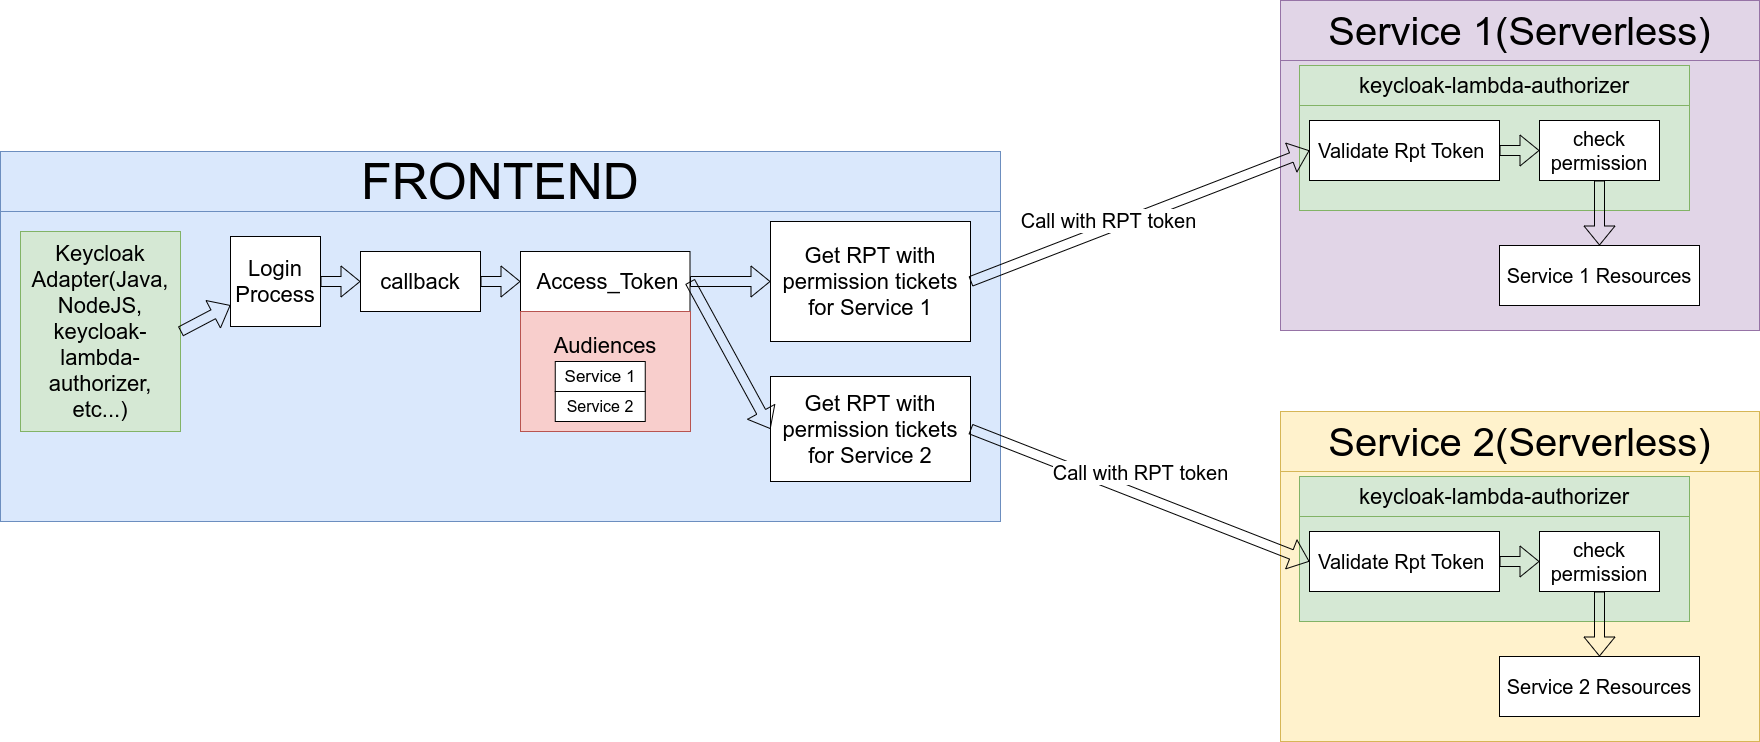 FRONTEND
Keycloak
Adapter(Java,
NodeJS,
keycloak-
lambda-
authorizer,
etc...)
Login
Process
callback
Access_Token
Audiences
Service 1
Service 2
Get RPT with
permission tickets
for Service 1
Get RPT with
permission tickets
for Service 2
Call with RPT token
Call with RPT token
Service 1(Serverless)
keycloak-lambda-authorizer
Validate Rpt Token
check
permission
Service 1 Resources
Service 2(Serverless)
keycloak-lambda-authorizer
Validate Rpt Token
check
permission
Service 2 Resources